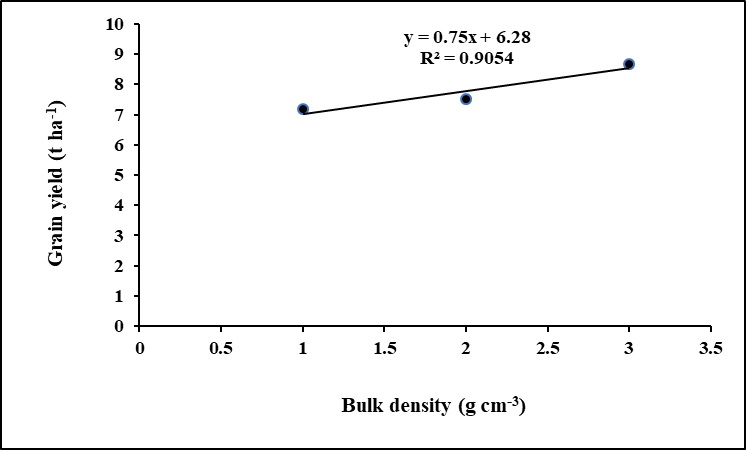 y = 0.75x + 6.28
R² = 0.9054
10
9
8
7
6
5
4
3
2
1
0
Grain yield (t ha⁻¹)
0 0.5 1 1.5 2 2.5 3 3.5
Bulk density (g cm⁻³)